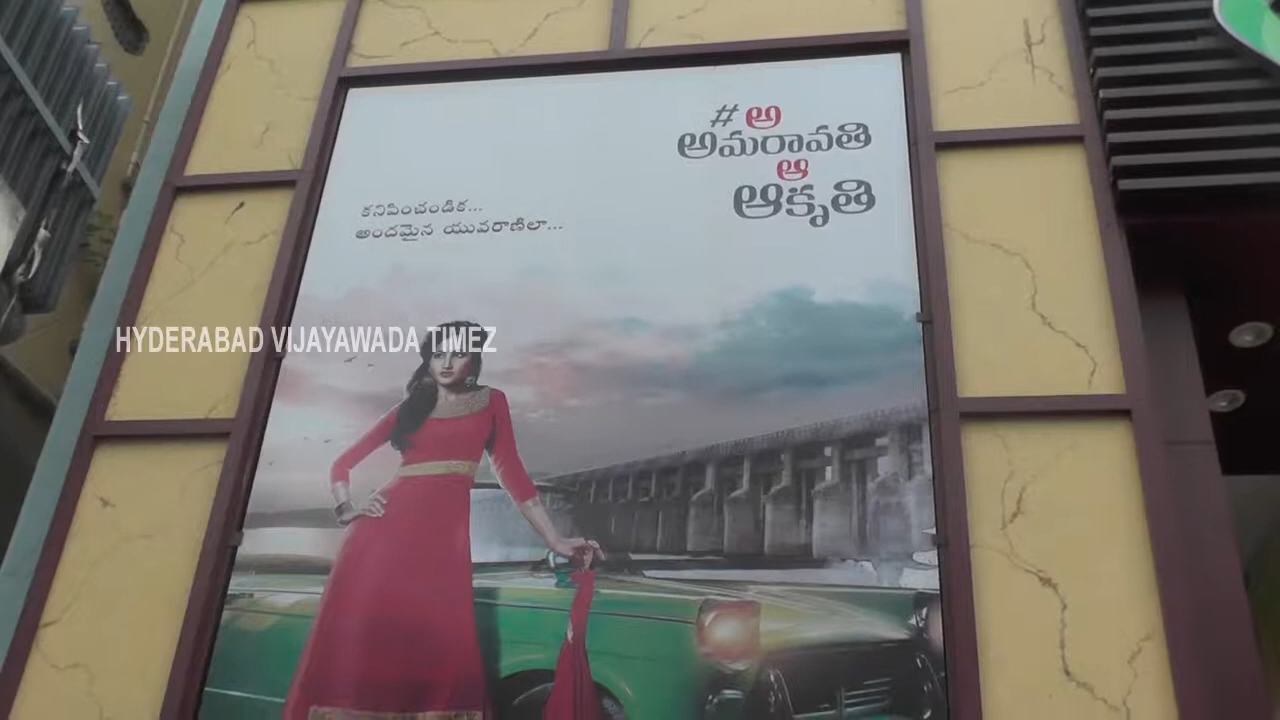 # అ
అమరావతి
ఆ
ఆకృతి
కనిపించండిక...
అందమైన యువరాణిలా...
HYDERABAD VIJAYAWADA TIMEZ